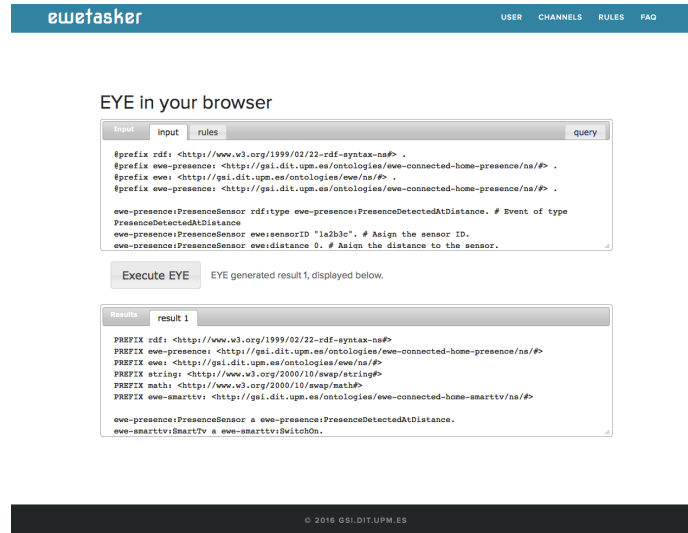 ewetasker
USER CHANNELS RULES FAQ
EYE in your browser
Input input rules query
@prefix rdf: <http://www.w3.org/1999/02/22-rdf-syntax-ns#> .
@prefix ewe-presence: <http://gsi.dit.upm.es/ontologies/ewe-connected-home-presence/ns/#> .
@prefix ewe: <http://gsi.dit.upm.es/ontologies/ewe/ns/#> .
@prefix ewe-presence: <http://gsi.dit.upm.es/ontologies/ewe-connected-home-presence/ns/#> .
ewe-presence:PresenceSensor rdf:type ewe-presence:PresenceDetectedAtDistance. # Event of type
PresenceDetectedAtDistance
ewe-presence:PresenceSensor ewe:sensorID "1a2b3c". # Asign the sensor ID.
ewe-presence:PresenceSensor ewe:distance 0. # Asign the distance to the sensor.
Execute EYE EYE generated result 1, displayed below.
Results result 1
PREFIX rdf: <http://www.w3.org/1999/02/22-rdf-syntax-ns#>
PREFIX ewe-presence: <http://gsi.dit.upm.es/ontologies/ewe-connected-home-presence/ns/#>
PREFIX ewe: <http://gsi.dit.upm.es/ontologies/ewe/ns/#>
PREFIX string: <http://www.w3.org/2000/10/swap/string#>
PREFIX math: <http://www.w3.org/2000/10/swap/math#>
PREFIX ewe-smarttv: <http://gsi.dit.upm.es/ontologies/ewe-connected-home-smarttv/ns/#>
ewe-presence:PresenceSensor a ewe-presence:PresenceDetectedAtDistance.
ewe-smarttv:SmartTv a ewe-smarttv:SwitchOn.
© 2016 GSI.DIT.UPM.ES